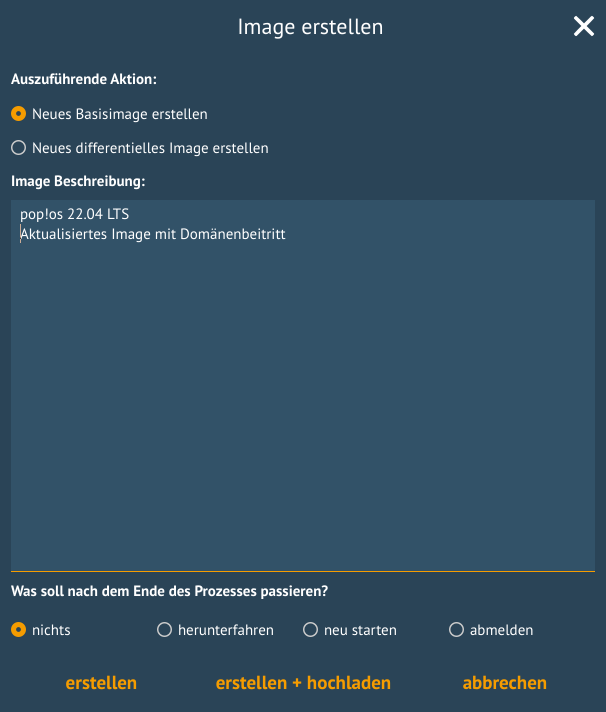 Image erstellen
Auszuführende Aktion:
Neues Basisimage erstellen
Neues differentielles Image erstellen
Image Beschreibung:
pop!os 22.04 LTS
Aktualisiertes Image mit Domänenbeitritt
Was soll nach dem Ende des Prozesses passieren?
nichts herunterfahren neu starten abmelden
erstellen erstellen + hochladen abbrechen